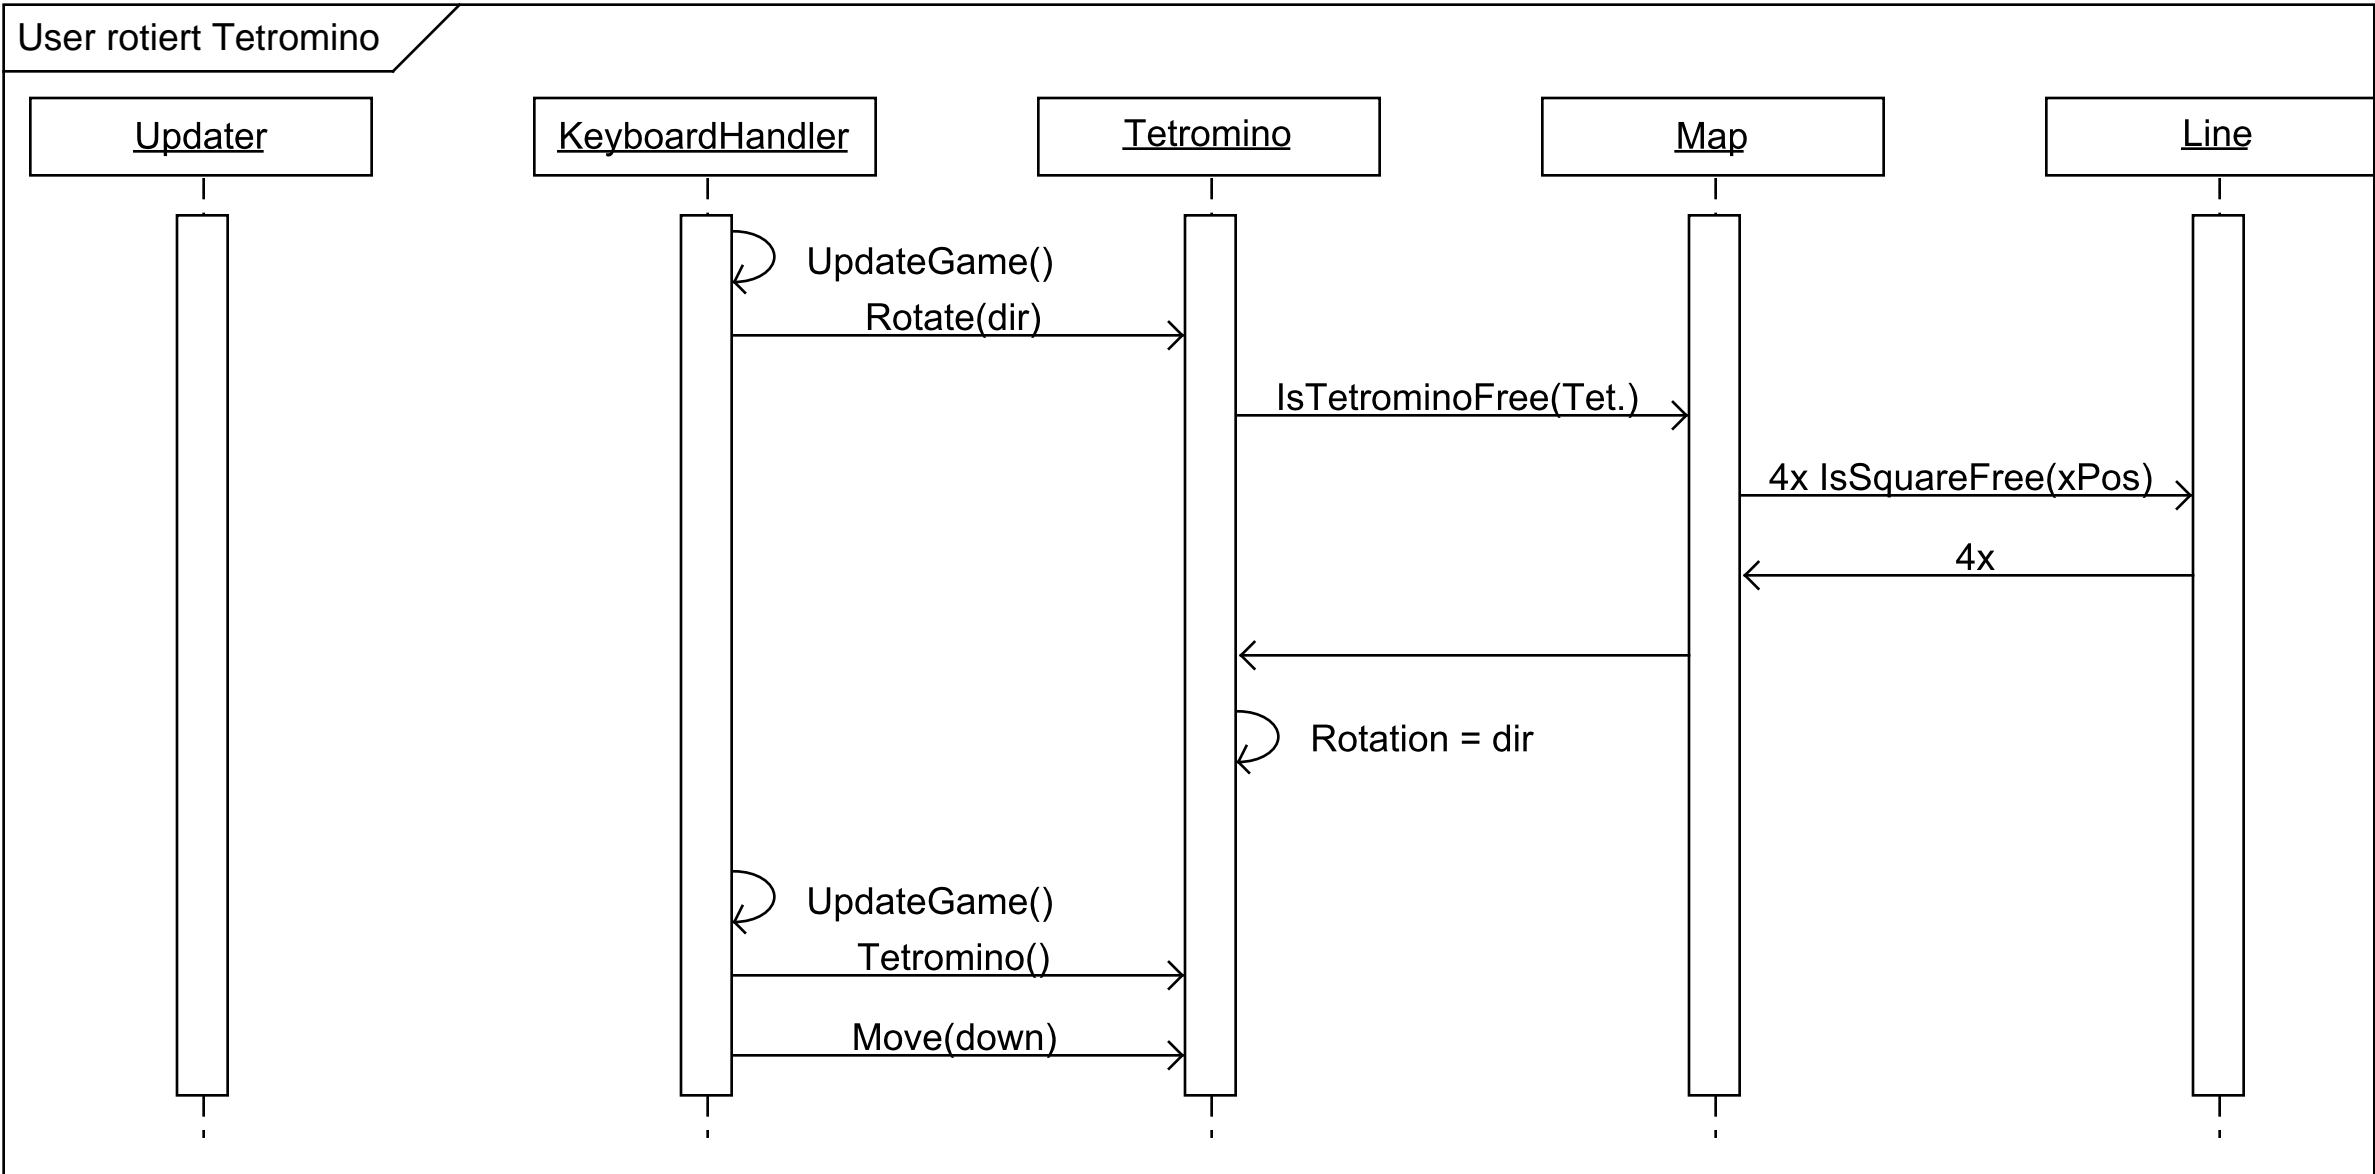 User rotiert Tetromino
Updater
KeyboardHandler
Tetromino
Map
Line
UpdateGame()
Rotate(dir)
IsTetrominoFree(Tet.)
4x IsSquareFree(xPos)
4x
Rotation = dir
UpdateGame()
Tetromino()
Move(down)